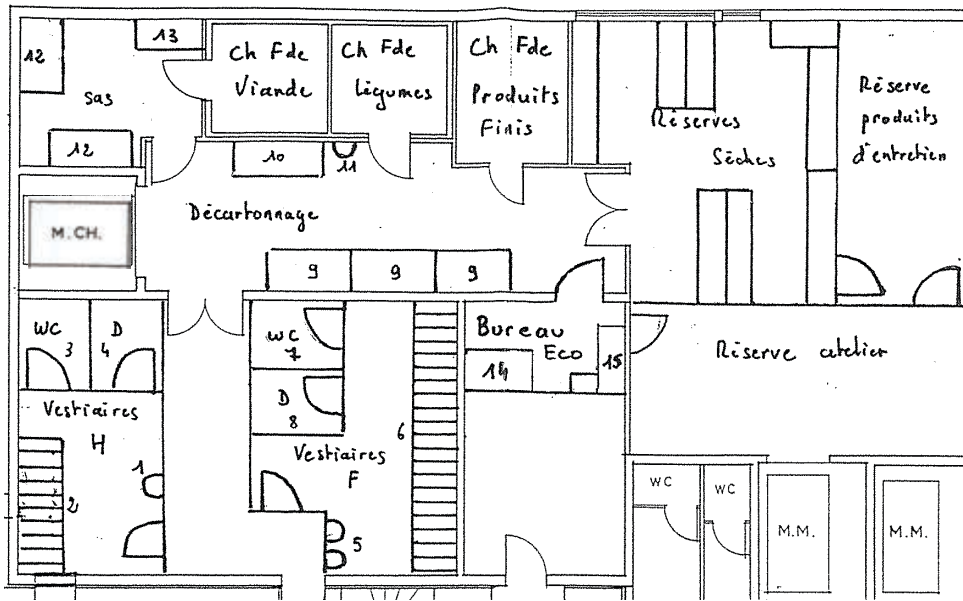 12
13
Sas
12
Ch Fde
Viande
Ch Fde
Légumes
Ch Fde
Produits
Finis
Réserves
Sèches
Réserve
produits
d'entretien
10
11
M.CH.
Décartonnage
9
9
9
WC
3
D
4
WC
7
D
8
Bureau
Eco
14
15
Réserve atelier
Vestiaires
H
1
2
Vestiaires
F
6
5
WC
WC
M.M.
M.M.